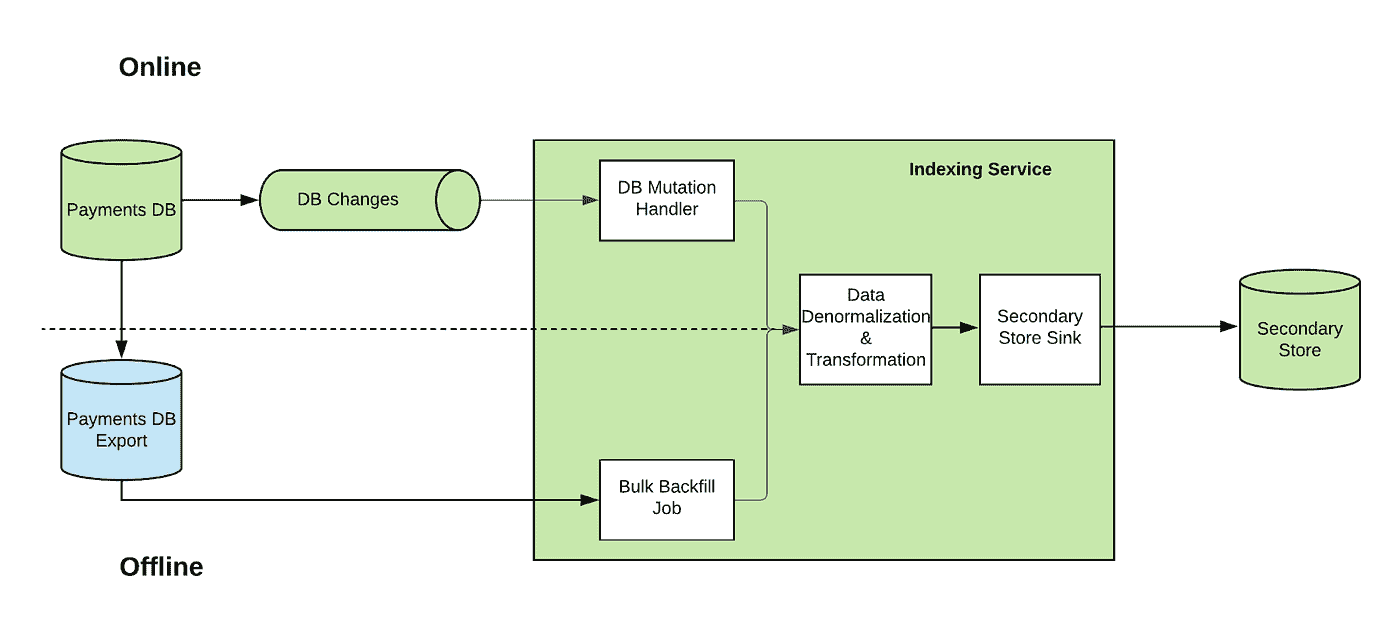 Online
Payments DB
DB Changes
DB Mutation
Handler
Indexing Service
Data
Denormalization
&
Transformation
Secondary
Store Sink
Secondary
Store
Payments DB
Export
Bulk Backfill
Job
Offline